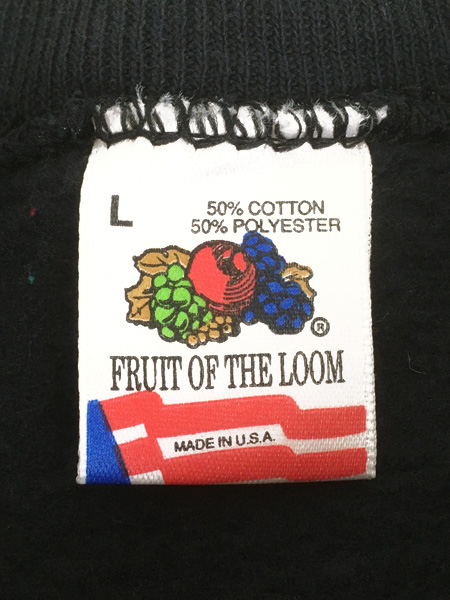 L
50% COTTON
50% POLYESTER
®
FRUIT OF THE LOOM
MADE IN U.S.A.